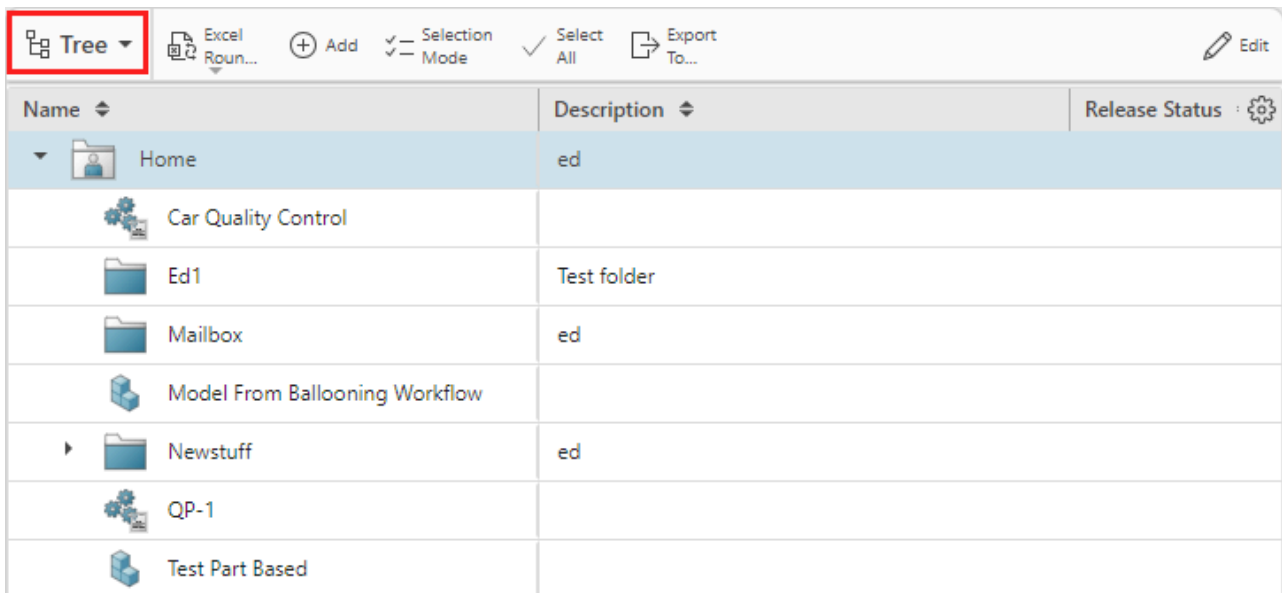 Tree
Excel Roun...
Add
Selection Mode
Select All
Export To...
Edit
Name Description Release Status
Home ed
Car Quality Control
Ed1 Test folder
Mailbox ed
Model From Ballooning Workflow
Newstuff ed
QP-1
Test Part Based